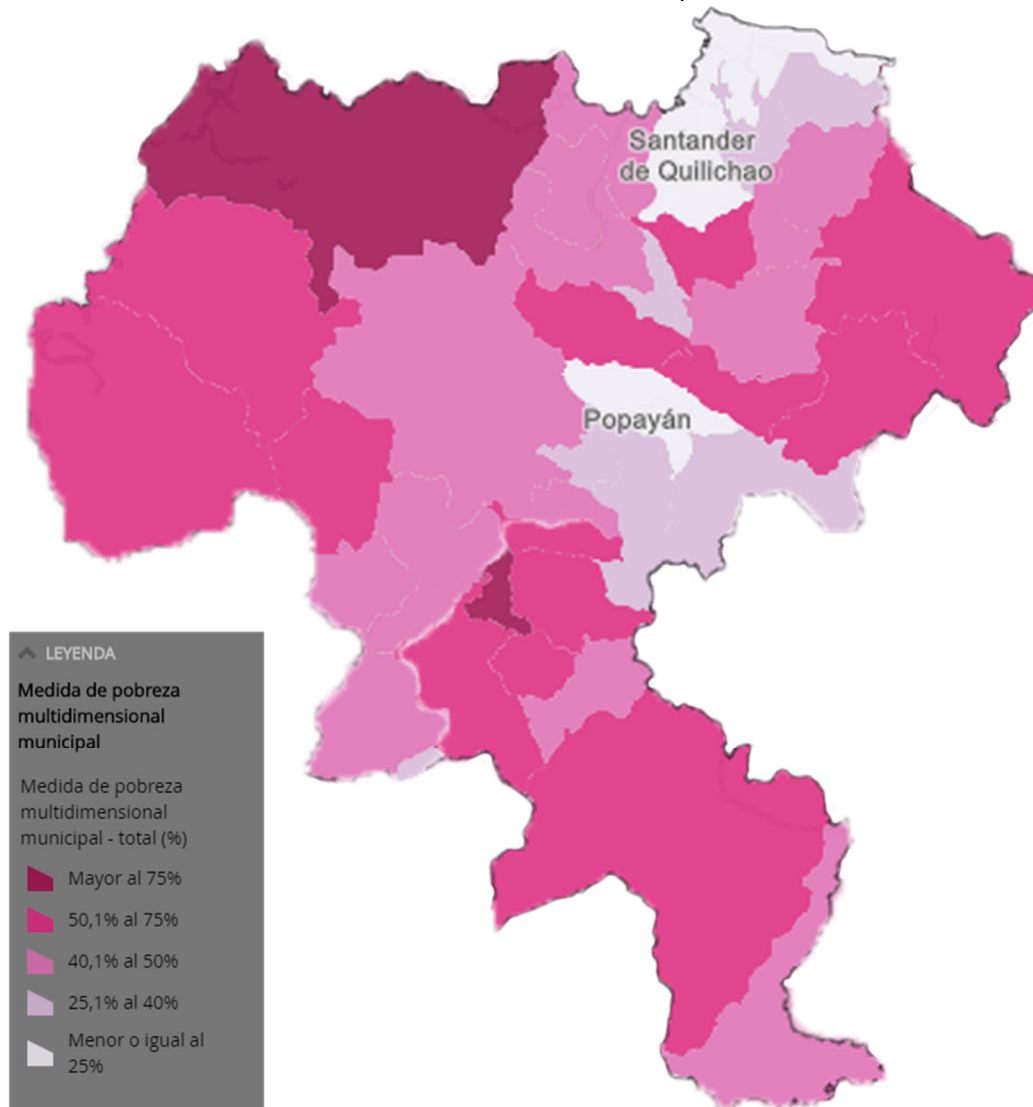 Santander
de Quilichao
Popayán
LEYENDA
Medida de pobreza
multidimensional
municipal
Medida de pobreza
multidimensional
municipal - total (%)
Mayor al 75%
50,1% al 75%
40,1% al 50%
25,1% al 40%
Menor o igual al
25%